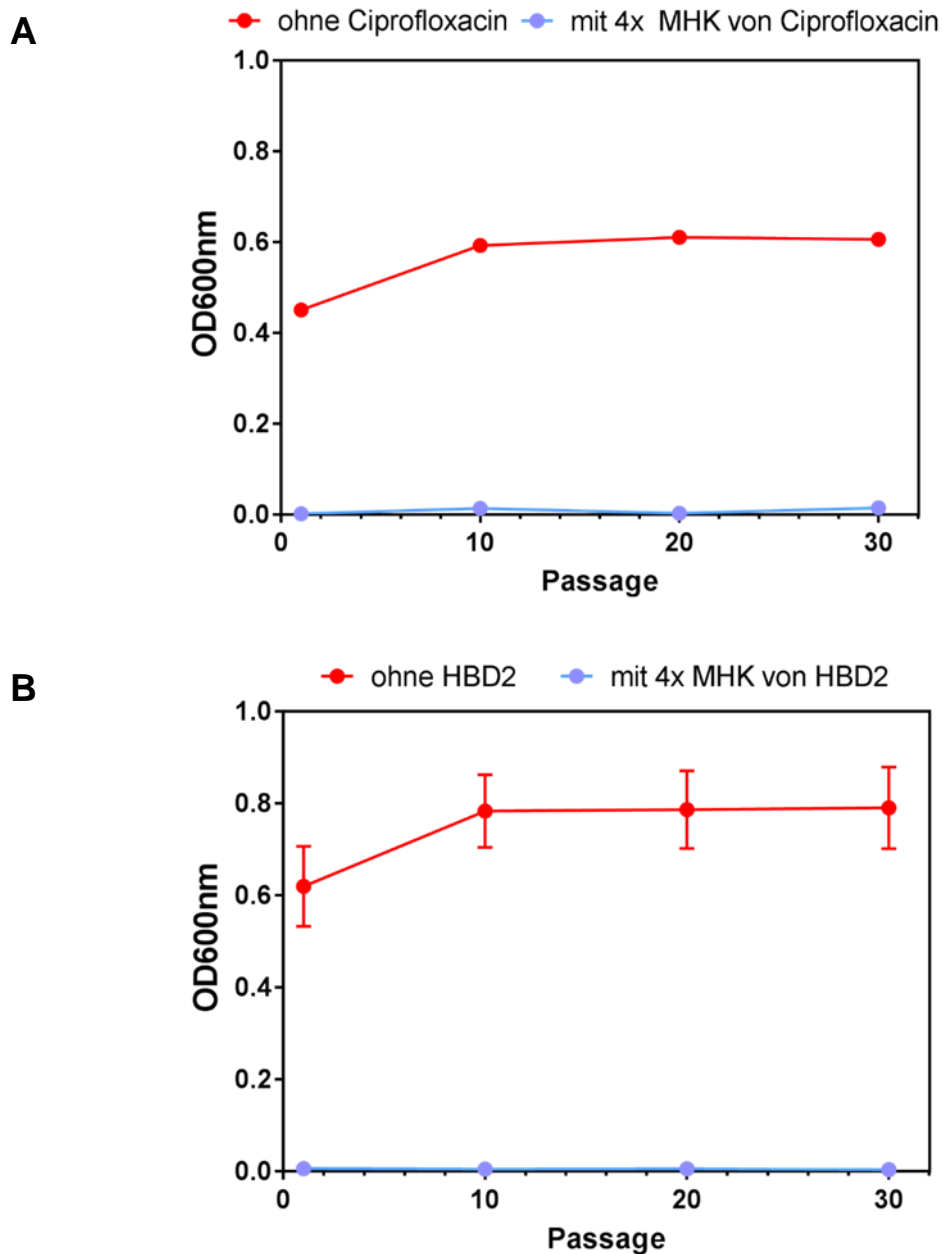 A
ohne Ciprofloxacin mit 4x MHK von Ciprofloxacin
1.0
0.8
0.6
0.4
0.2
0.0
OD600nm
0 10 20 30
Passage
B
ohne HBD2 mit 4x MHK von HBD2
1.0
0.8
0.6
0.4
0.2
0.0
OD600nm
0 10 20 30
Passage